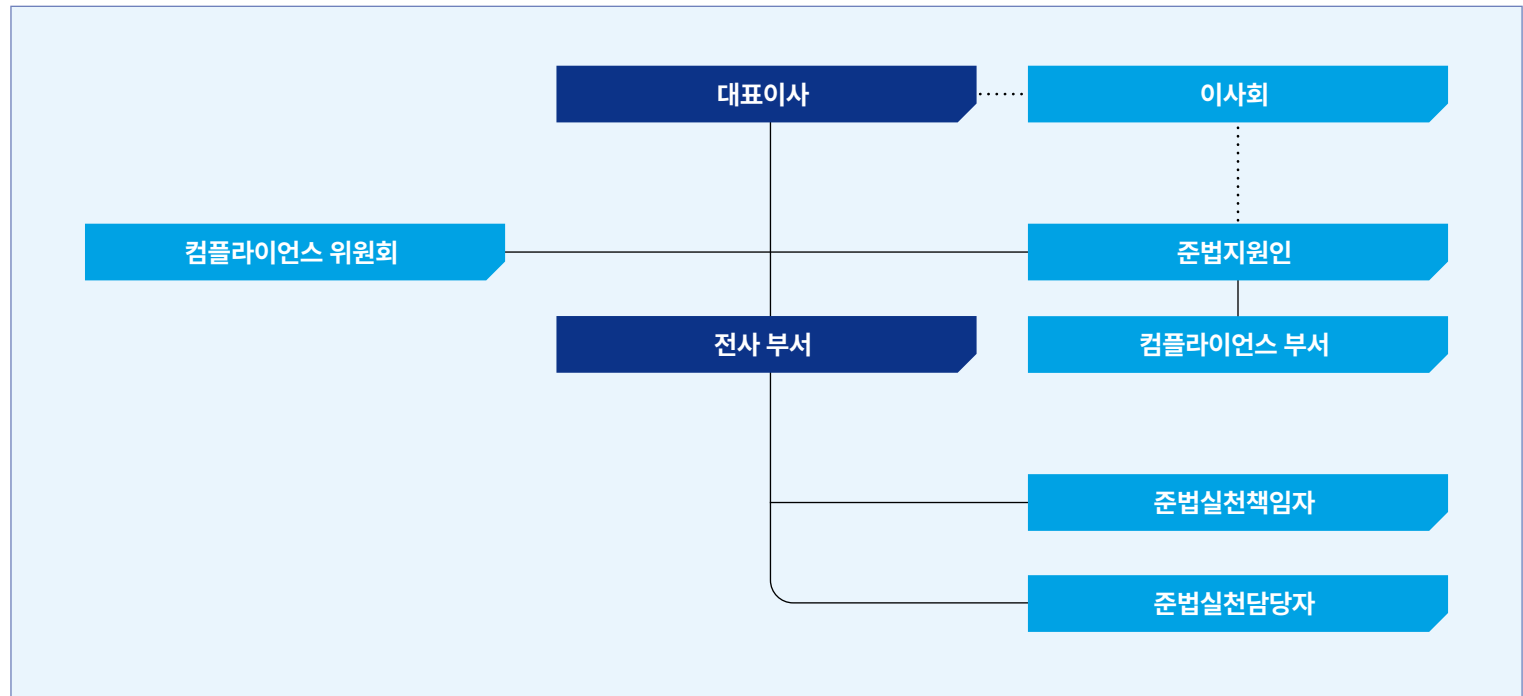 대표이사
이사회
컴플라이언스 위원회
준법지원인
전사 부서
컴플라이언스 부서
준법실천책임자
준법실천담당자